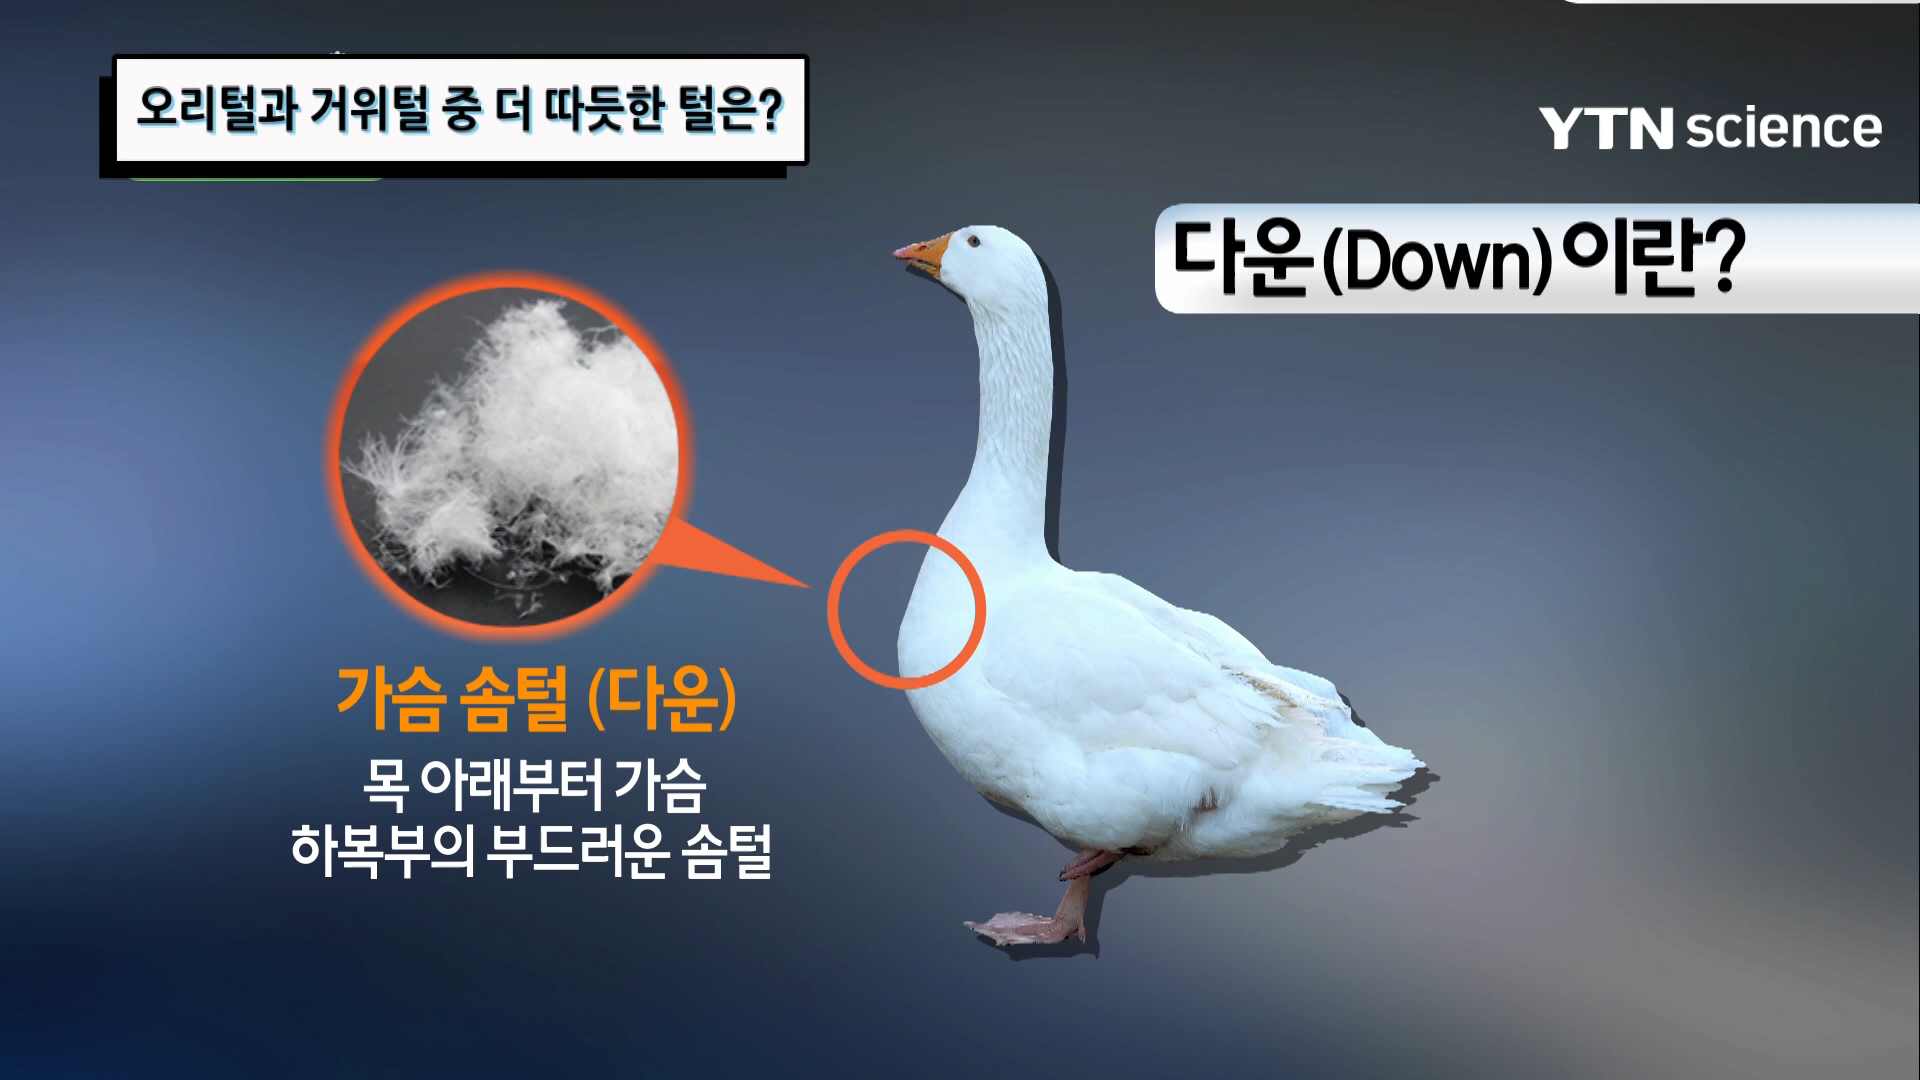 오리털과 거위털 중 더 따듯한 털은?
YTN science
다운(Down)이란?
가슴 솜털 (다운)
목 아래부터 가슴
하복부의 부드러운 솜털